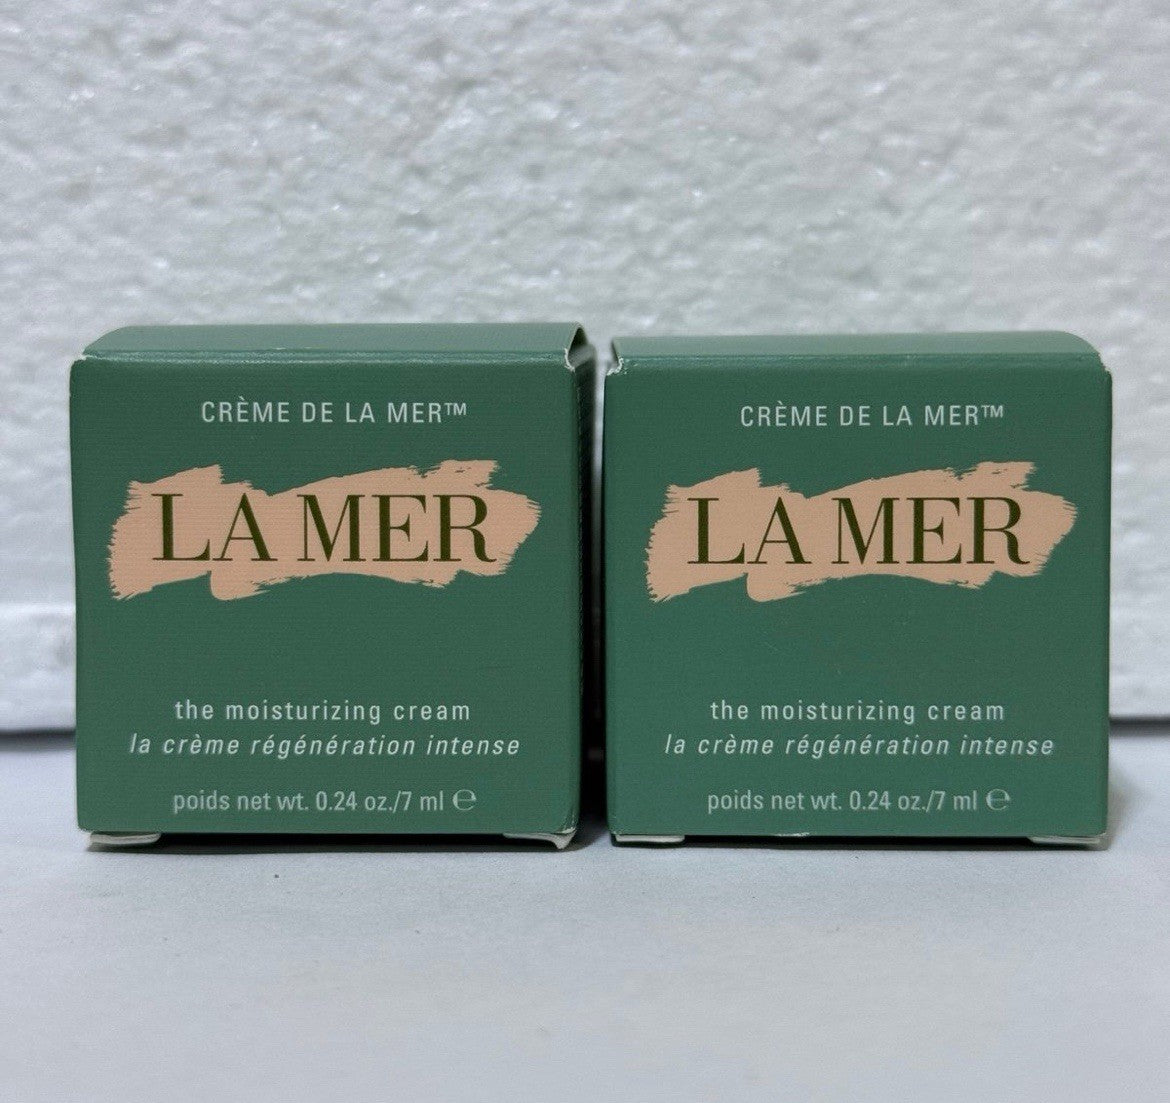 CRÈME DE LA MER™
LA MER
the moisturizing cream
la crème régénération intense
poids net wt. 0.24 oz./7 ml ℮
CRÈME DE LA MER™
LA MER
the moisturizing cream
la crème régénération intense
poids net wt. 0.24 oz./7 ml ℮